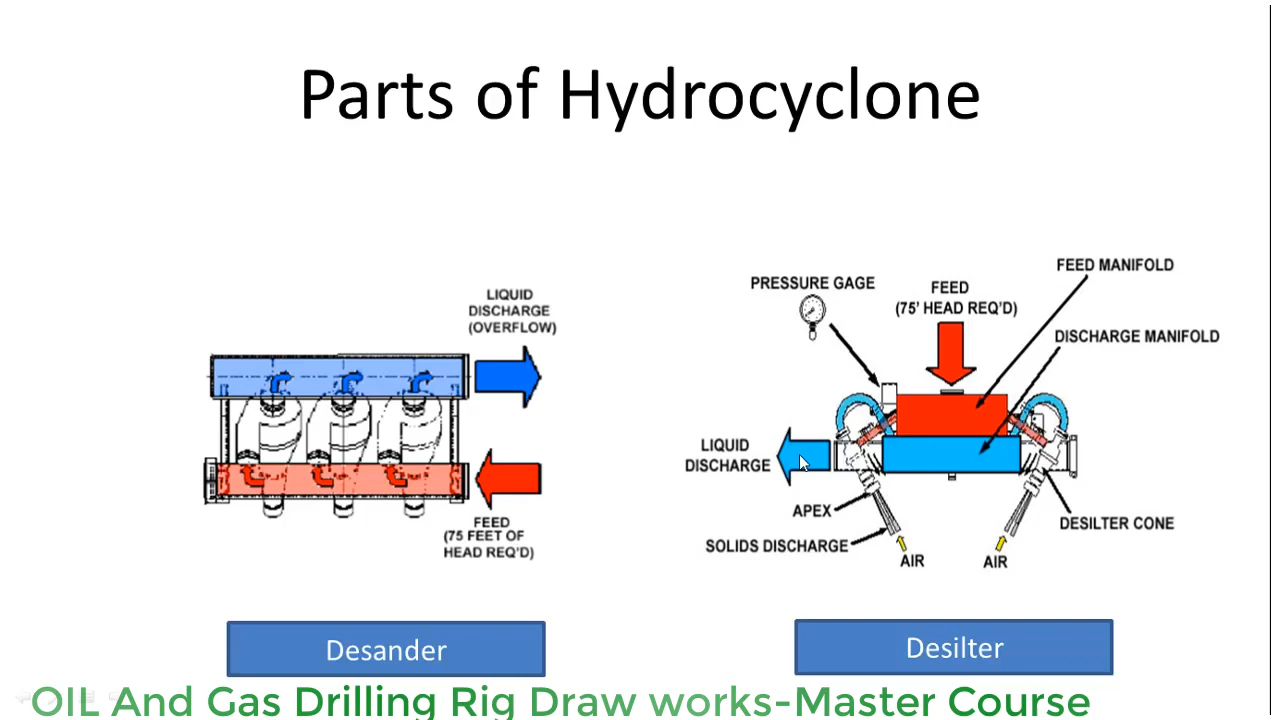 Parts of Hydrocyclone
LIQUID
DISCHARGE
(OVERFLOW)
FEED
(75 FEET OF
HEAD REQ'D)
Desander
PRESSURE GAGE
FEED
(75' HEAD REQ'D)
FEED MANIFOLD
DISCHARGE MANIFOLD
LIQUID
DISCHARGE
APEX
SOLIDS DISCHARGE
AIR
AIR
DESILTER CONE
Desilter
OIL And Gas Drilling Rig Draw works-Master Course